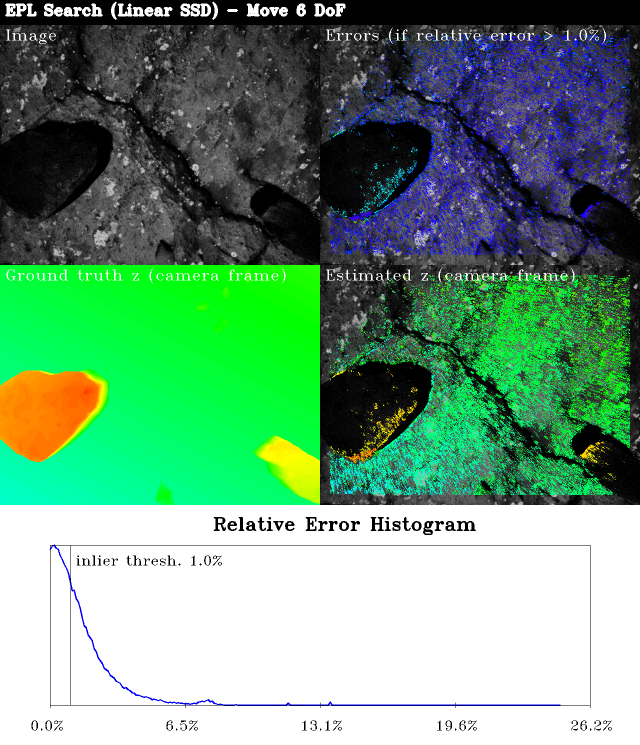 EPL Search (Linear SSD) - Move 6 DoF
Image
Errors (if relative error > 1.0%)
Ground truth z (camera frame)
Estimated z (camera frame)
Relative Error Histogram
inlier thresh. 1.0%
0.0% 6.5% 13.1% 19.6% 26.2%